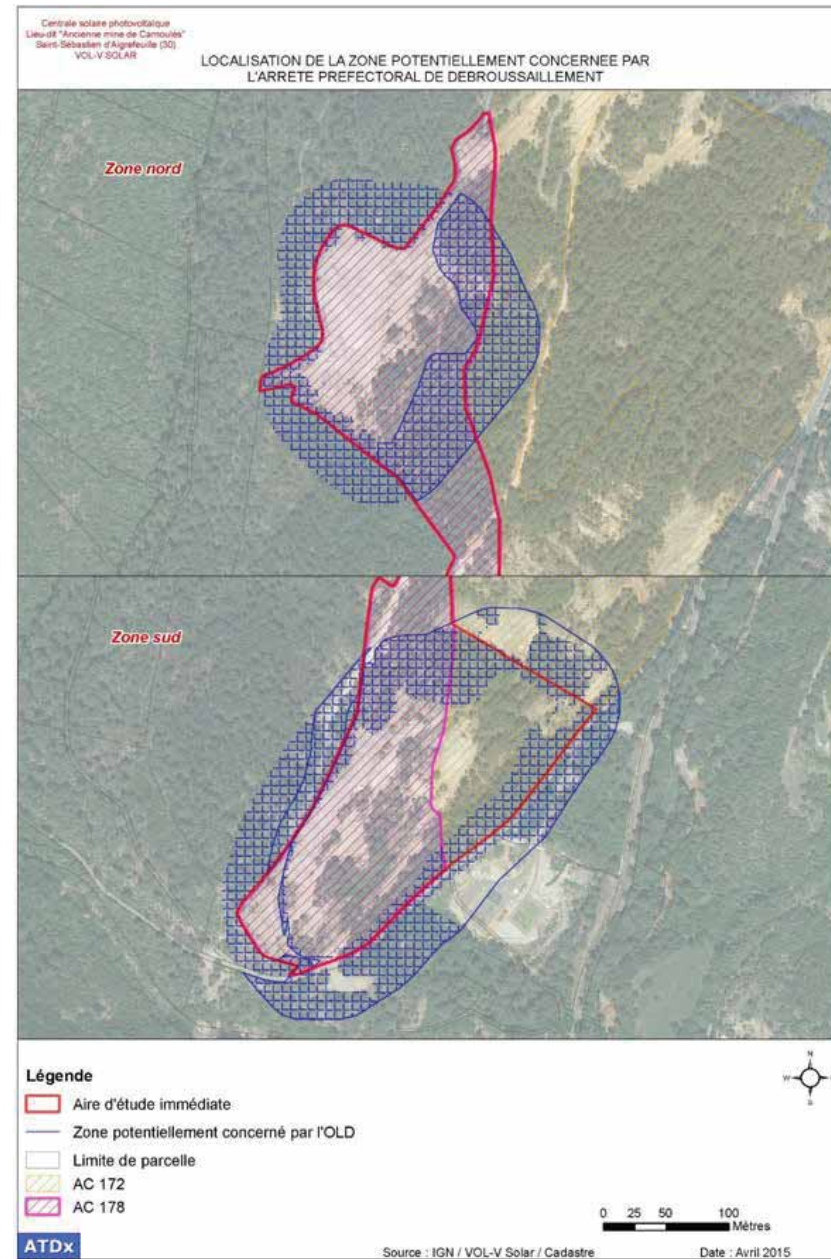 Centrale solaire photovoltaïque
Lieu-dit "Ancienne mine de Carnoulès"
Saint-Sébastien d'Aigrefeuille (30)
VOL-V SOLAR
LOCALISATION DE LA ZONE POTENTIELLEMENT CONCERNEE PAR
L'ARRETE PREFECTORAL DE DEBROUSSAILLEMENT
Zone nord
Zone sud
Légende
Aire d'étude immédiate
Zone potentiellement concerné par l'OLD
Limite de parcelle
AC 172
AC 178
N
W
S
0 25 50 100
Mètres
ATDx
Source : IGN / VOL-V Solar / Cadastre
Date : Avril 2015